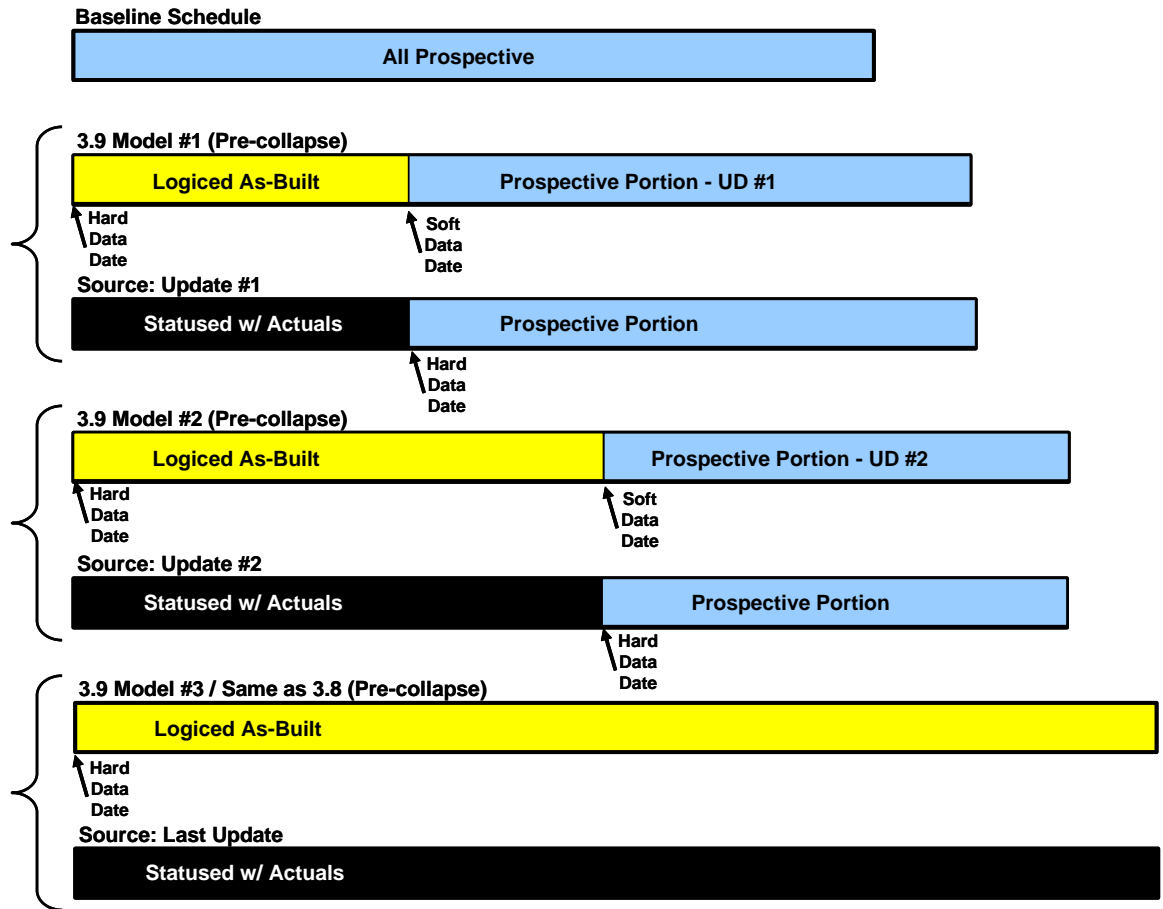 Baseline Schedule
All Prospective
3.9 Model #1 (Pre-collapse)
Logiced As-Built
Prospective Portion - UD #1
Hard
Data
Date
Soft
Data
Date
Source: Update #1
Statused w/ Actuals
Prospective Portion
Hard
Data
Date
3.9 Model #2 (Pre-collapse)
Logiced As-Built
Prospective Portion - UD #2
Hard
Data
Date
Soft
Data
Date
Source: Update #2
Statused w/ Actuals
Prospective Portion
Hard
Data
Date
3.9 Model #3 / Same as 3.8 (Pre-collapse)
Logiced As-Built
Hard
Data
Date
Source: Last Update
Statused w/ Actuals